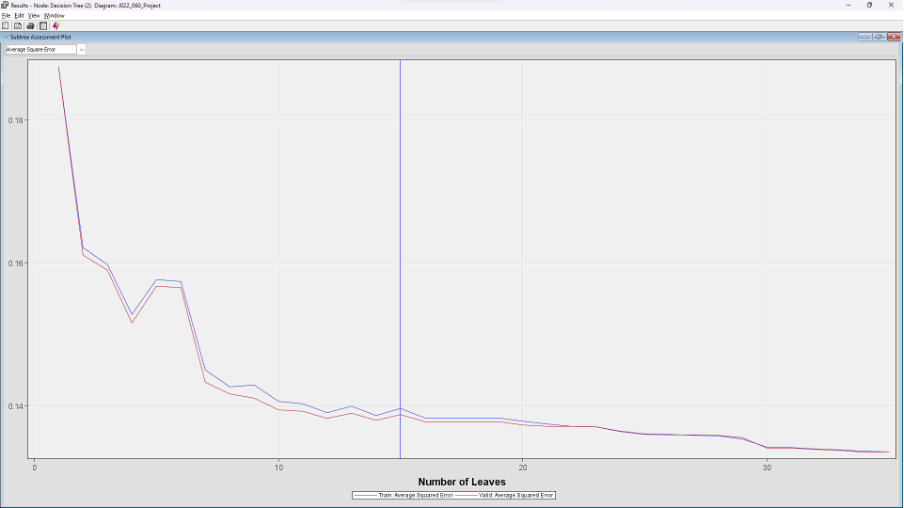 Results - Node: Decision Tree (2) Diagram: J022_060_Project
File Edit View Window
Subtree Assessment Plot
Average Square Error
0.18
0.16
0.14
0 10 20 30
Number of Leaves
Train: Average Squared Error Valid: Average Squared Error